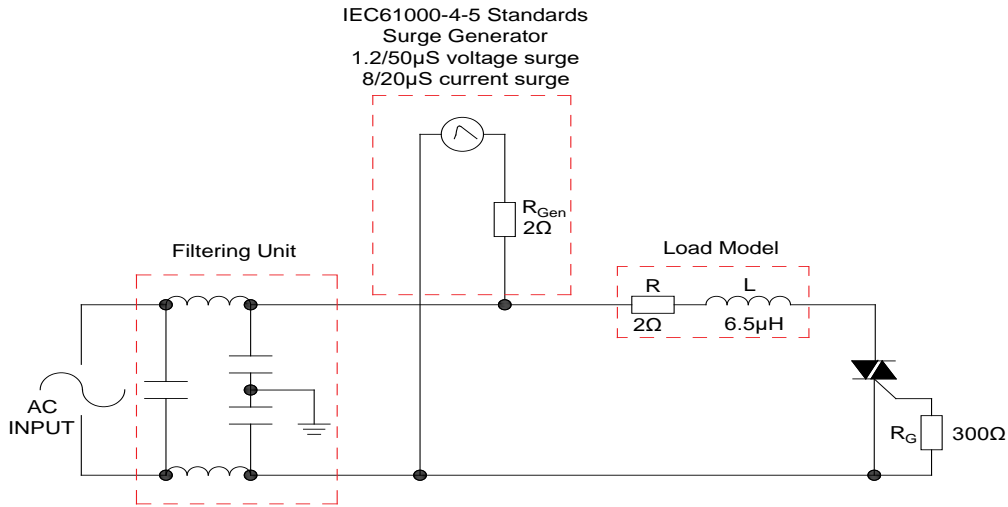 IEC61000-4-5 Standards
Surge Generator
1.2/50µS voltage surge
8/20µS current surge
RGen
2Ω
Filtering Unit
Load Model
R
L
2Ω
6.5µH
AC
INPUT
RG
300Ω